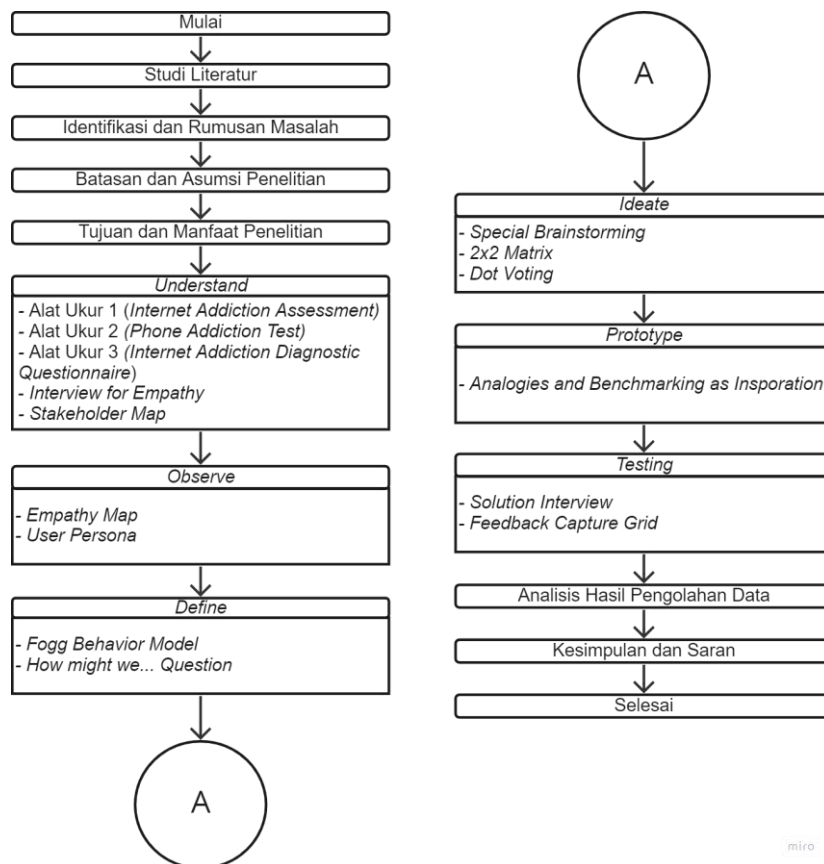 Mulai
Studi Literatur
Identifikasi dan Rumusan Masalah
Batasan dan Asumsi Penelitian
Tujuan dan Manfaat Penelitian
Understand
- Alat Ukur 1 (Internet Addiction Assessment)
- Alat Ukur 2 (Phone Addiction Test)
- Alat Ukur 3 (Internet Addiction Diagnostic
Questionnaire)
- Interview for Empathy
- Stakeholder Map
Observe
- Empathy Map
- User Persona
Define
- Fogg Behavior Model
- How might we... Question
A
A
Ideate
- Special Brainstorming
- 2x2 Matrix
- Dot Voting
Prototype
- Analogies and Benchmarking as Insporation
Testing
- Solution Interview
- Feedback Capture Grid
Analisis Hasil Pengolahan Data
Kesimpulan dan Saran
Selesai
miro